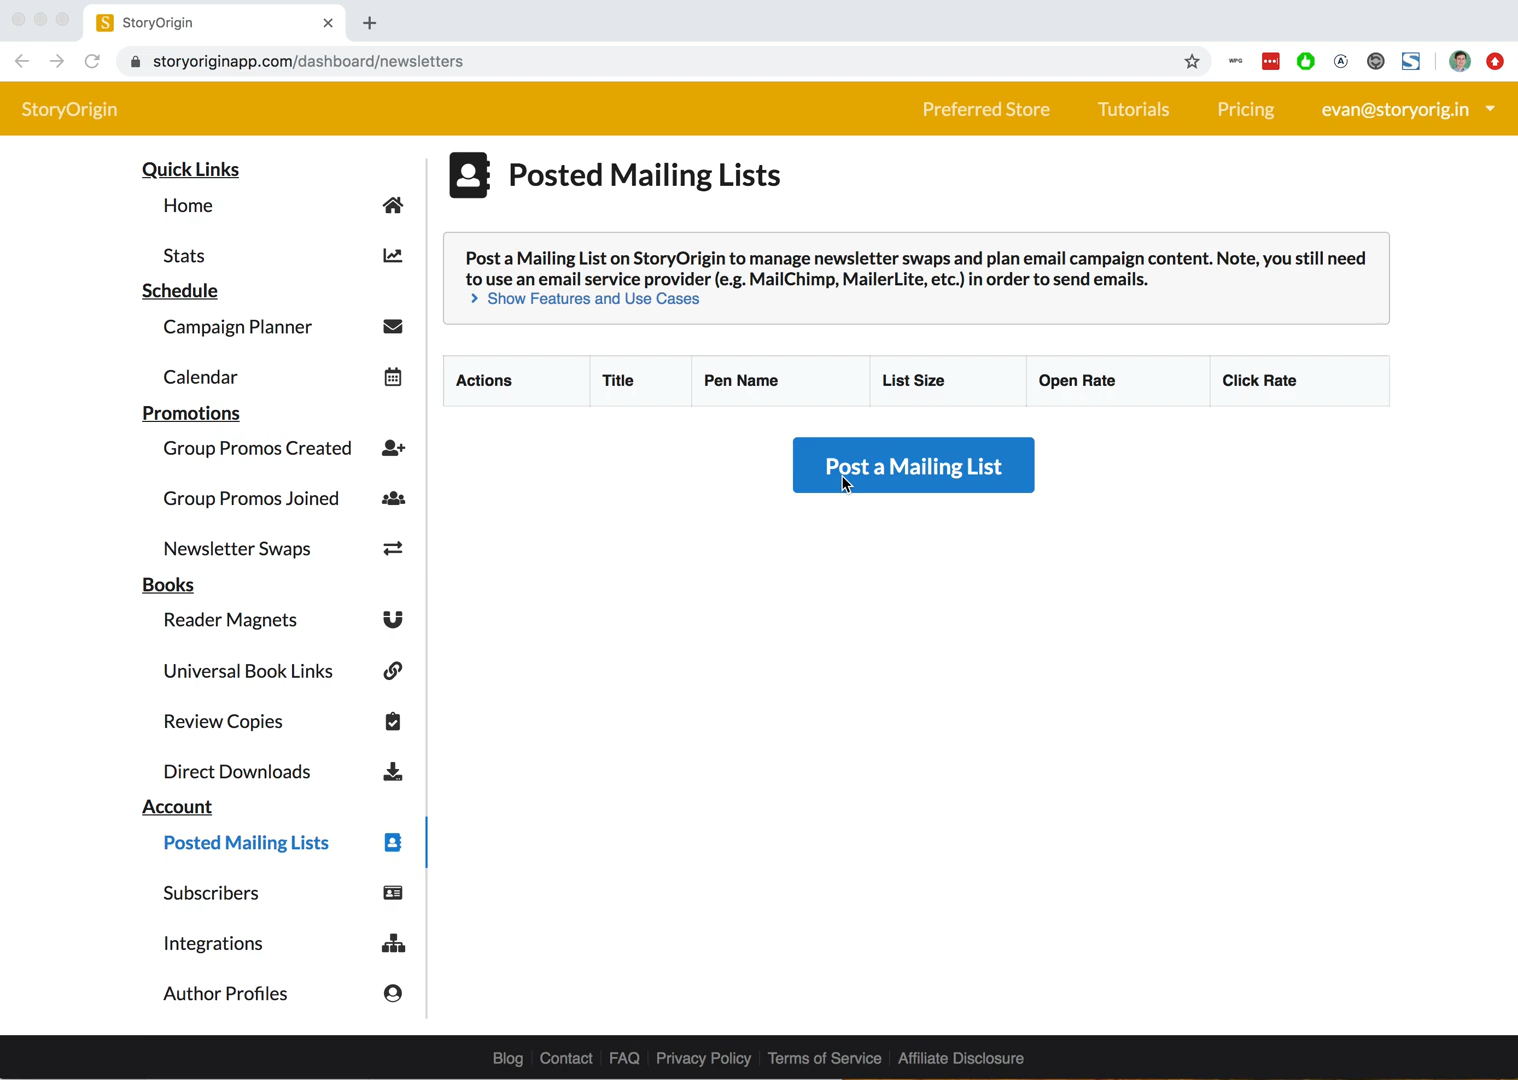 StoryOrigin
storyoriginapp.com/dashboard/newsletters
StoryOrigin
Preferred Store
Tutorials
Pricing
evan@storyorig.in
Quick Links
Home
Stats
Schedule
Campaign Planner
Calendar
Promotions
Group Promos Created
Group Promos Joined
Newsletter Swaps
Books
Reader Magnets
Universal Book Links
Review Copies
Direct Downloads
Account
Posted Mailing Lists
Subscribers
Integrations
Author Profiles
Posted Mailing Lists
Post a Mailing List on StoryOrigin to manage newsletter swaps and plan email campaign content. Note, you still need
to use an email service provider (e.g. MailChimp, MailerLite, etc.) in order to send emails.
Show Features and Use Cases
Actions Title Pen Name List Size Open Rate Click Rate
Post a Mailing List
Blog Contact FAQ Privacy Policy Terms of Service Affiliate Disclosure